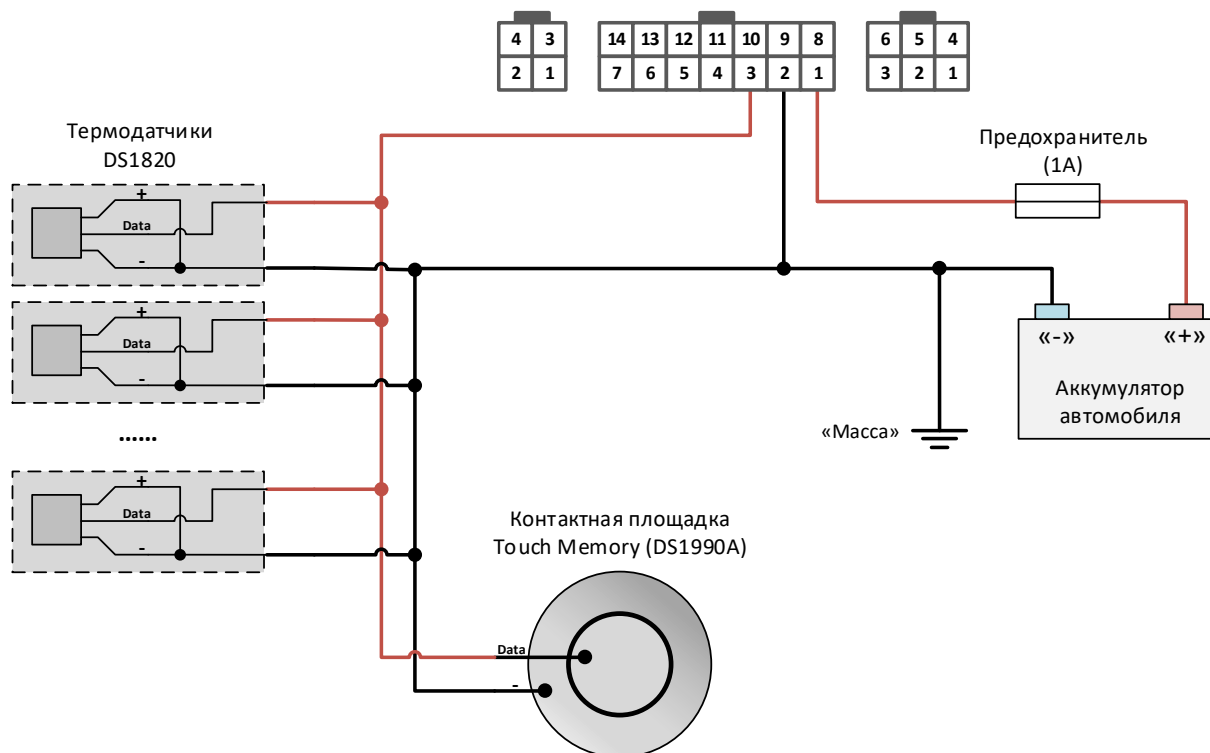 4 3
2 1
14 13 12 11 10 9 8
7 6 5 4 3 2 1
6 5 4
3 2 1
Термодатчики
DS1820
Предохранитель
(1А)
+
Data
-
+
Data
-
......
+
Data
-
«-» «+»
Аккумулятор
автомобиля
«Масса»
Контактная площадка
Touch Memory (DS1990A)
Data
-